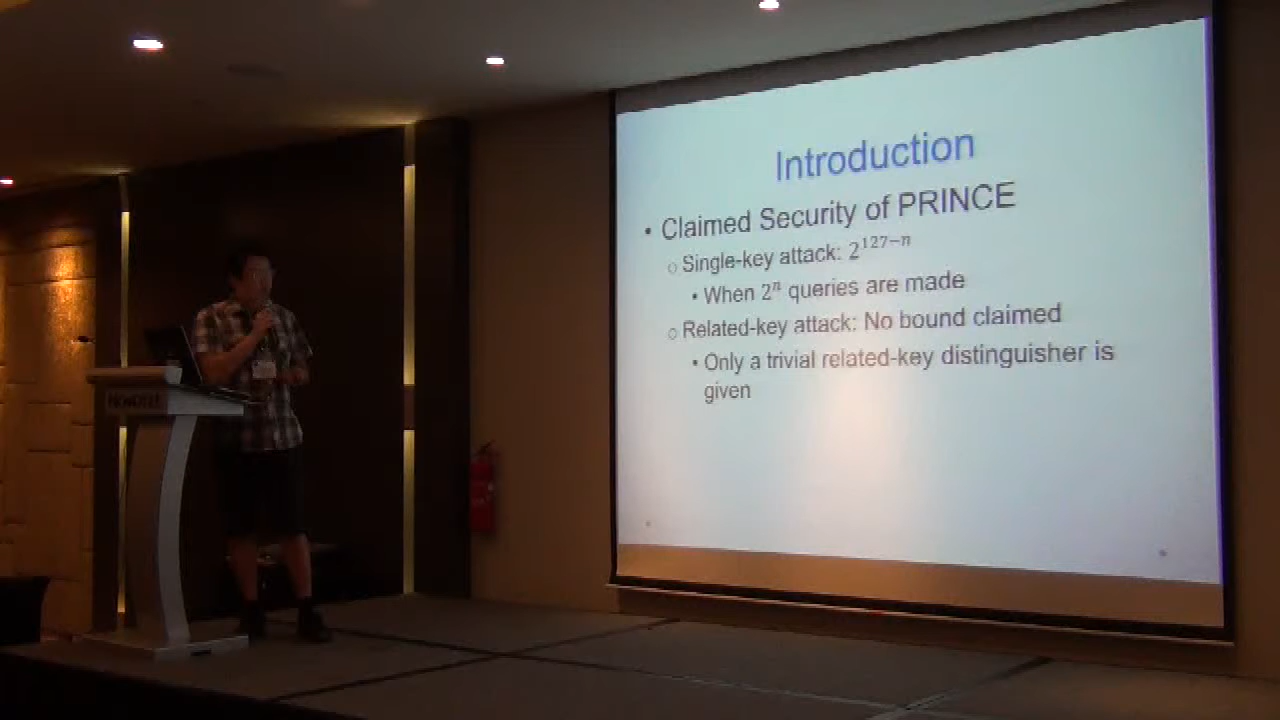 Introduction
• Claimed Security of PRINCE
○ Single-key attack: 2^{127−n}
• When 2^n queries are made
○ Related-key attack: No bound claimed
• Only a trivial related-key distinguisher is
given
NOVOTEL